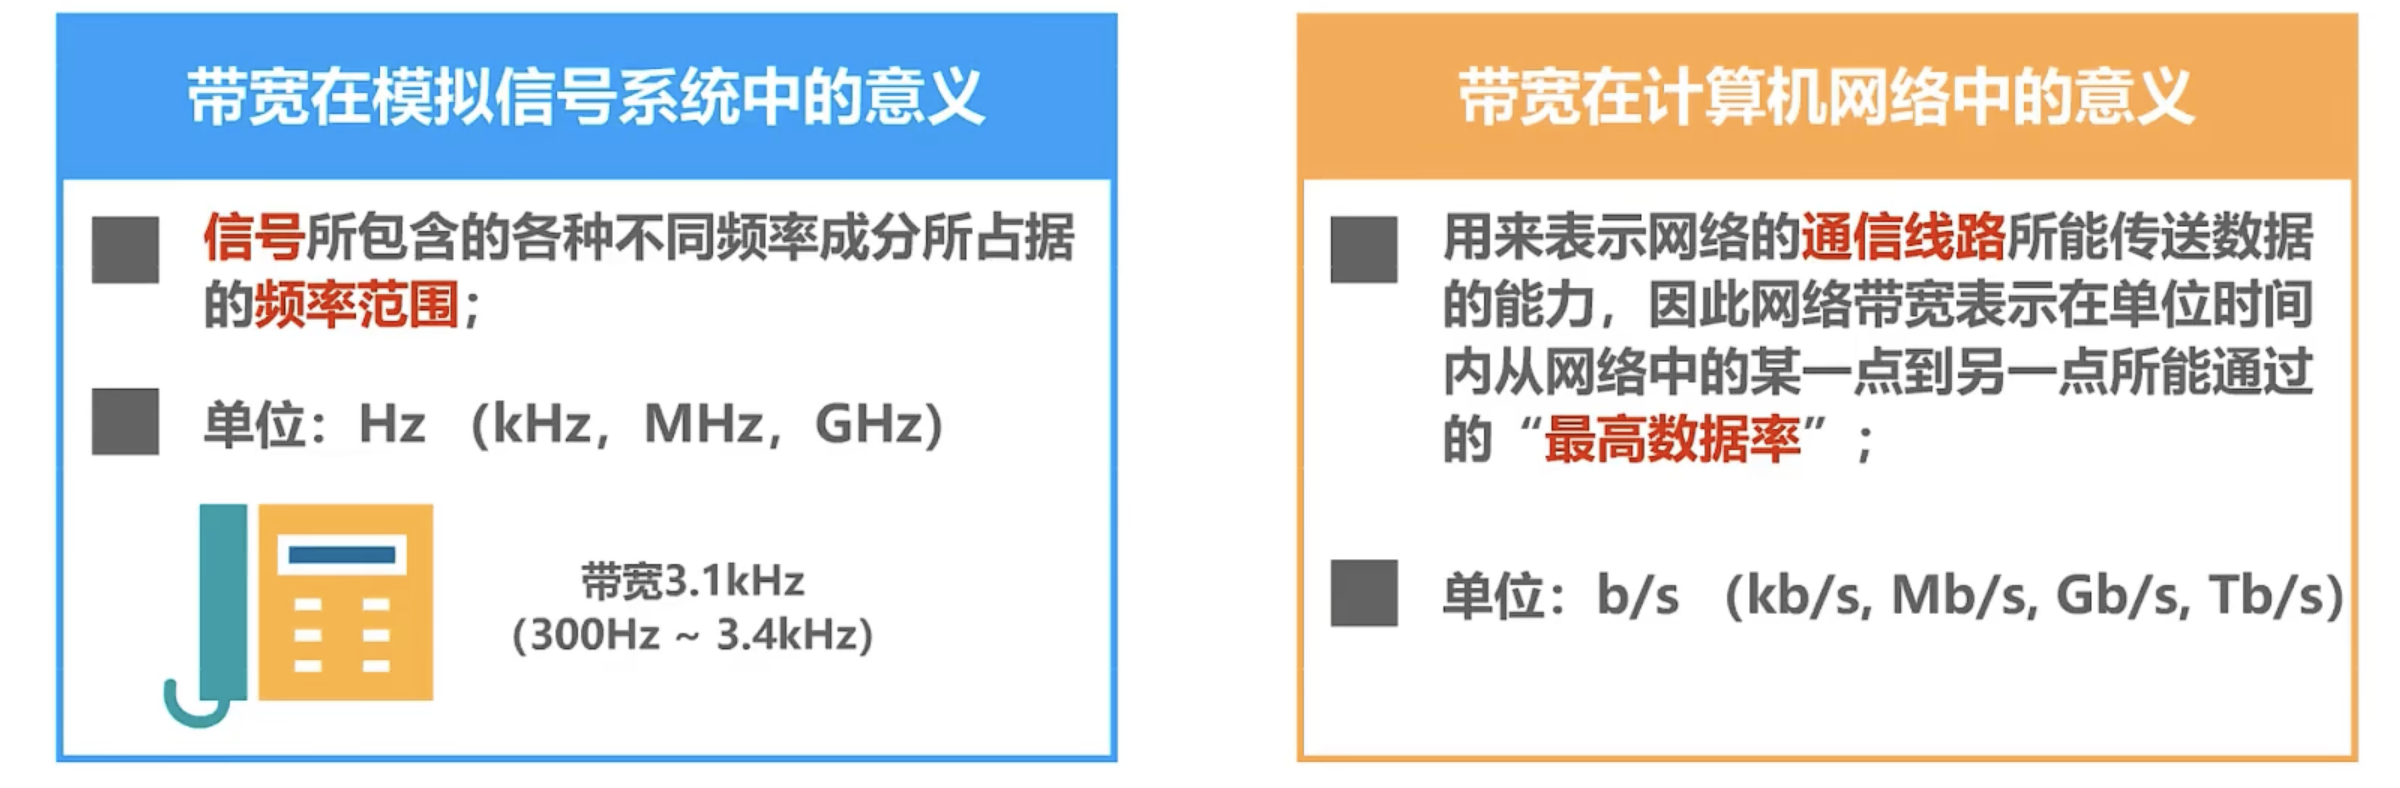 带宽在模拟信号系统中的意义
信号所包含的各种不同频率成分所占据
的频率范围；
单位：Hz （kHz，MHz，GHz）
带宽3.1kHz
(300Hz ~ 3.4kHz)
带宽在计算机网络中的意义
用来表示网络的通信线路所能传送数据
的能力，因此网络带宽表示在单位时间
内从网络中的某一点到另一点所能通过
的“最高数据率”；
单位：b/s （kb/s, Mb/s, Gb/s, Tb/s）